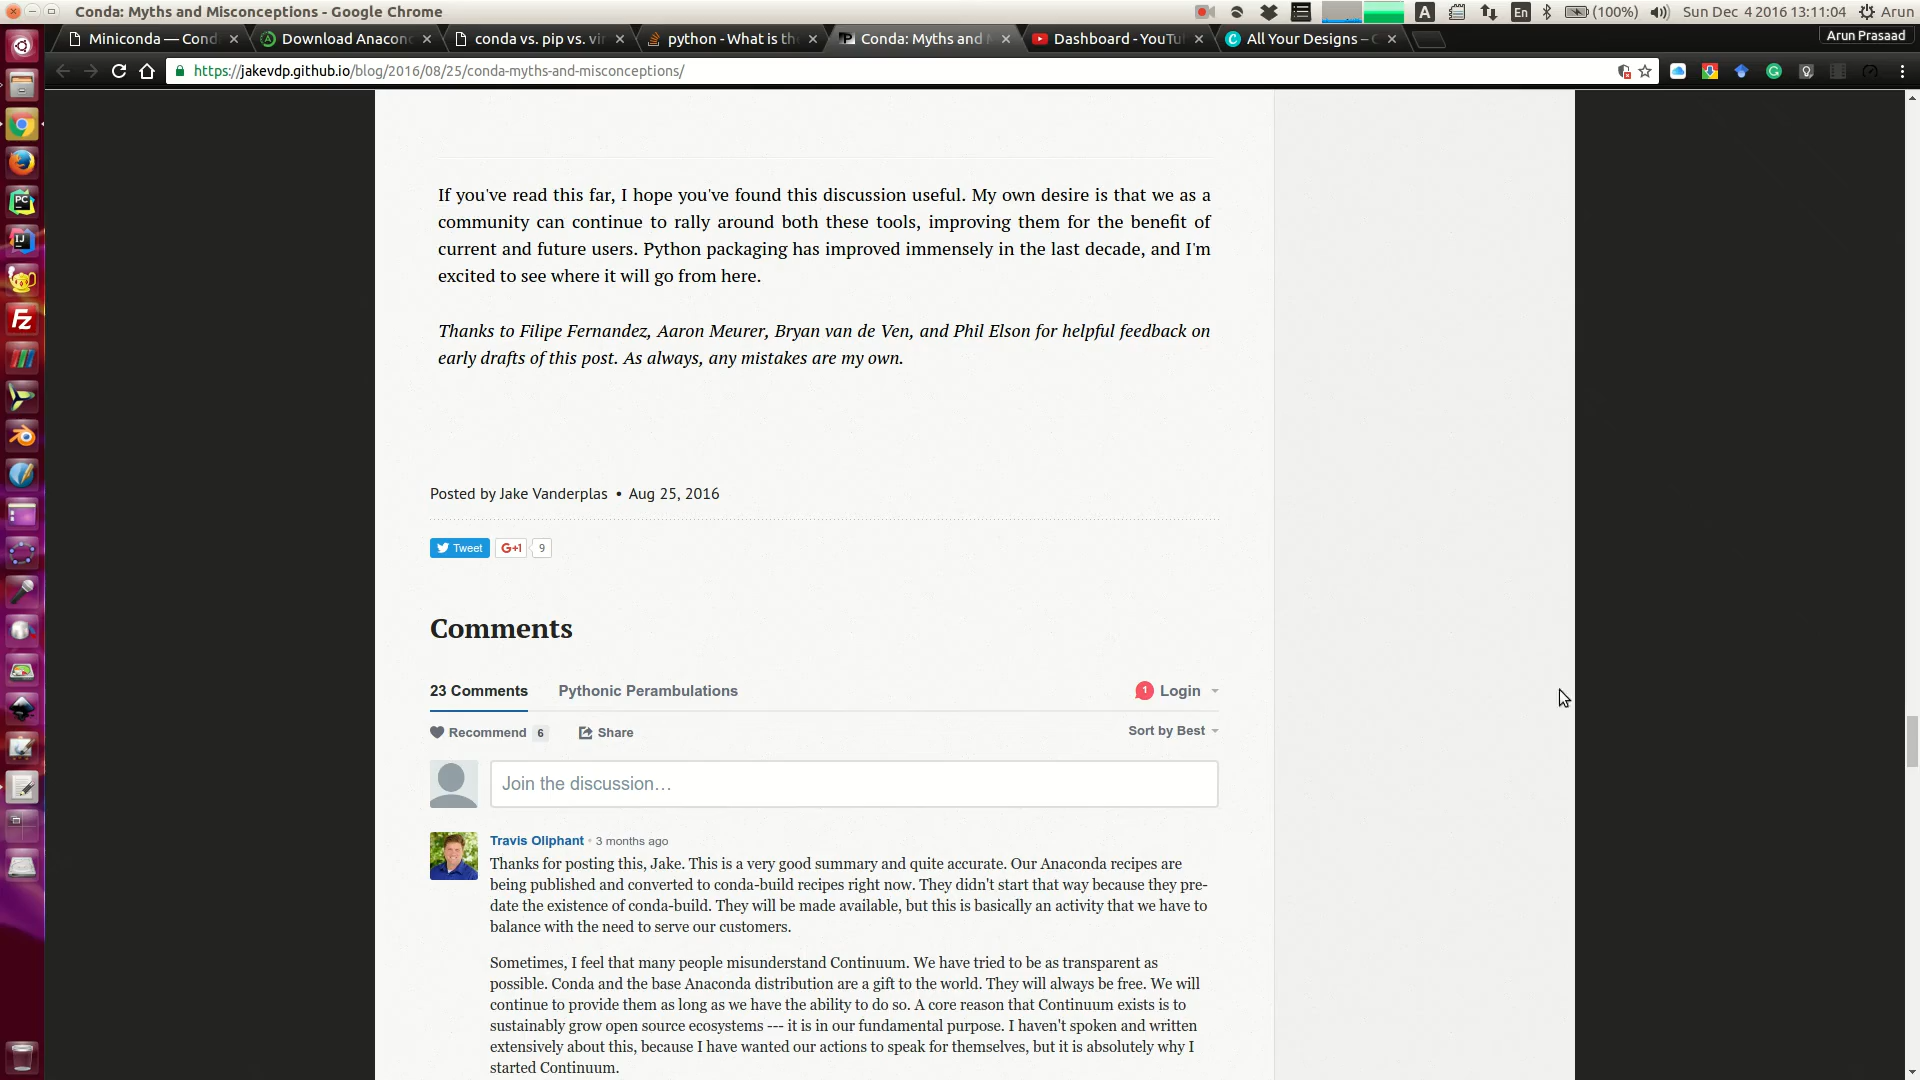 Conda: Myths and Misconceptions - Google Chrome
A
En
(100%)
Sun Dec 4 2016 13:11:04
Arun
Miniconda — Cond
Download Anacon
conda vs. pip vs. vi
python - What is th
Conda: Myths and
Dashboard - YouTu
All Your Designs –
Arun Prasaad
https://jakevdp.github.io/blog/2016/08/25/conda-myths-and-misconceptions/
PC
IJ
Fz
If you've read this far, I hope you've found this discussion useful. My own desire is that we as a
community can continue to rally around both these tools, improving them for the benefit of
current and future users. Python packaging has improved immensely in the last decade, and I'm
excited to see where it will go from here.
Thanks to Filipe Fernandez, Aaron Meurer, Bryan van de Ven, and Phil Elson for helpful feedback on
early drafts of this post. As always, any mistakes are my own.
Posted by Jake Vanderplas • Aug 25, 2016
Tweet
G+1
9
Comments
23 Comments
Pythonic Perambulations
1
Login
Recommend 6
Share
Sort by Best
Join the discussion…
Travis Oliphant • 3 months ago
Thanks for posting this, Jake. This is a very good summary and quite accurate. Our Anaconda recipes are
being published and converted to conda-build recipes right now. They didn't start that way because they pre-
date the existence of conda-build. They will be made available, but this is basically an activity that we have to
balance with the need to serve our customers.
Sometimes, I feel that many people misunderstand Continuum. We have tried to be as transparent as
possible. Conda and the base Anaconda distribution are a gift to the world. They will always be free. We will
continue to provide them as long as we have the ability to do so. A core reason that Continuum exists is to
sustainably grow open source ecosystems --- it is in our fundamental purpose. I haven't spoken and written
extensively about this, because I have wanted our actions to speak for themselves, but it is absolutely why I
started Continuum.